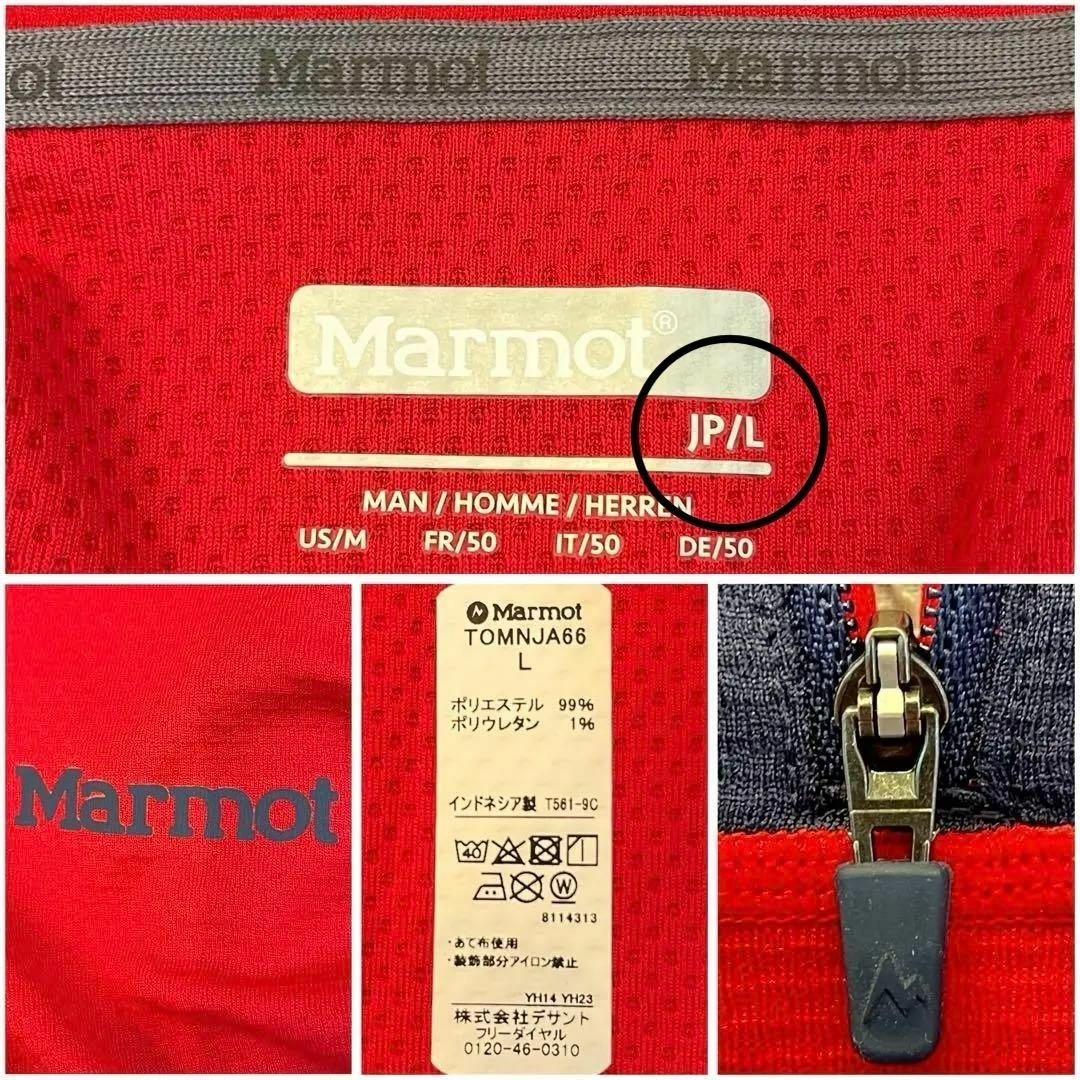 ot Marmot Marmot
Marmot®
JP/L
MAN / HOMME / HERREN
US/M FR/50 IT/50 DE/50
Marmot
Marmot
TOMNJA66
L
ポリエステル 99%
ポリウレタン 1%
インドネシア製 T561-9C
40
W
8114313
・あて布使用
・装飾部分アイロン禁止
YH14 YH23
株式会社デサント
フリーダイヤル
0120-46-0310